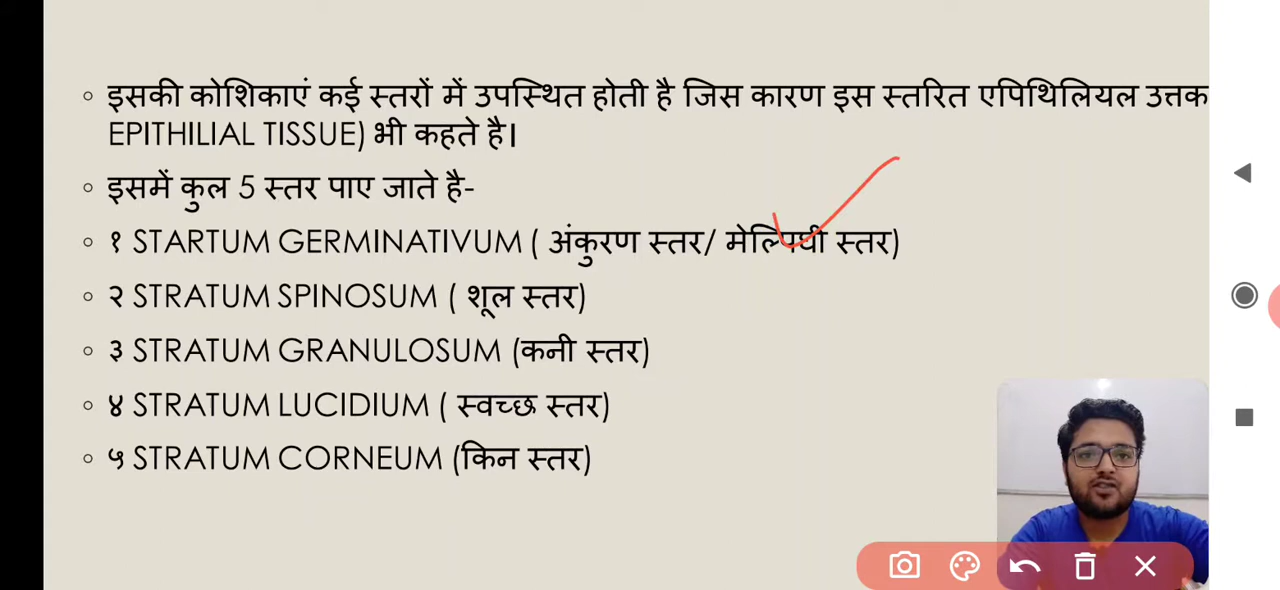 इसकी कोशिकाएं कई स्तरों में उपस्थित होती है जिस कारण इस स्तरित एपिथिलियल उत्तक
EPITHILIAL TISSUE) भी कहते है।
इसमें कुल 5 स्तर पाए जाते है-
१ STARTUM GERMINATIVUM ( अंकुरण स्तर/ मेल्पिघी स्तर)
२ STRATUM SPINOSUM ( शूल स्तर)
३ STRATUM GRANULOSUM (कनी स्तर)
४ STRATUM LUCIDIUM ( स्वच्छ स्तर)
५ STRATUM CORNEUM (किन स्तर)